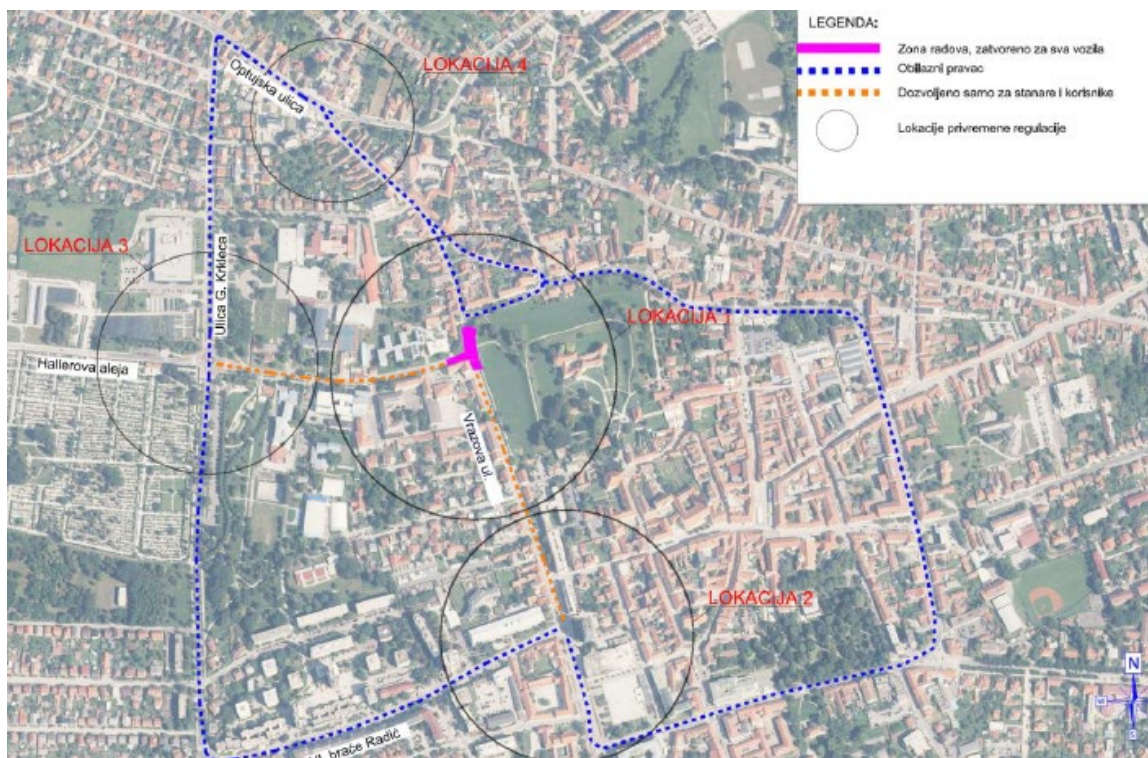 LEGENDA:
Zona radova, zatvoreno za sva vozila
Obilazni pravac
Dozvoljeno samo za stanare i korisnike
Lokacije privremene regulacije
LOKACIJA 4
Optujska ulica
LOKACIJA 3
Ulica G. Krkleca
LOKACIJA 1
Hallerova aleja
Vrazova ul.
LOKACIJA 2
braće Radić
N